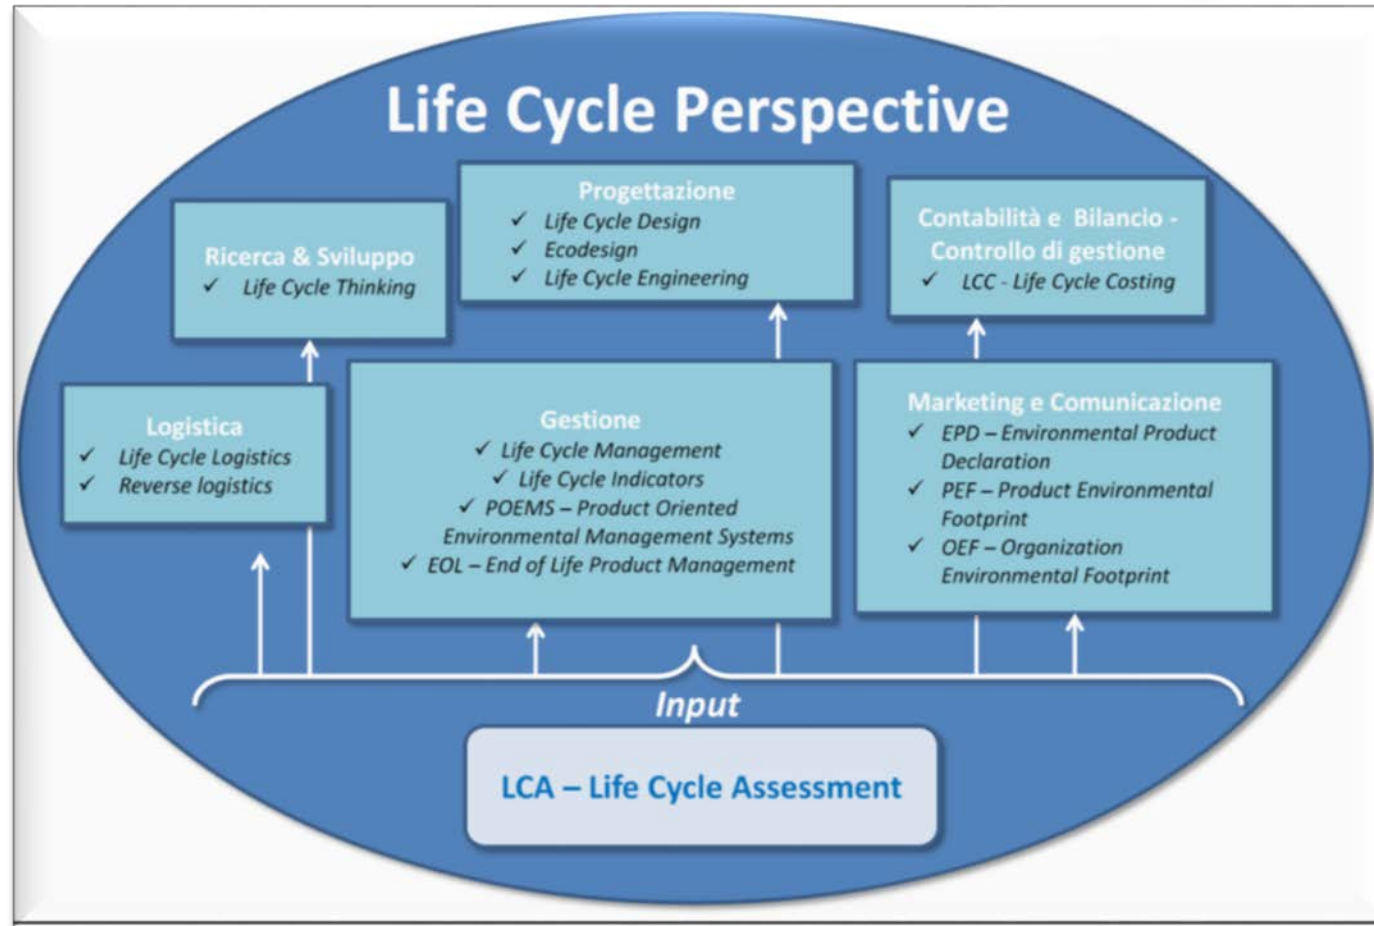 Life Cycle Perspective
Ricerca & Sviluppo
✓ Life Cycle Thinking
Progettazione
✓ Life Cycle Design
✓ Ecodesign
✓ Life Cycle Engineering
Contabilità e Bilancio -
Controllo di gestione
✓ LCC - Life Cycle Costing
Logistica
✓ Life Cycle Logistics
✓ Reverse logistics
Gestione
✓ Life Cycle Management
✓ Life Cycle Indicators
✓ POEMS – Product Oriented
Environmental Management Systems
✓ EOL – End of Life Product Management
Marketing e Comunicazione
✓ EPD – Environmental Product
Declaration
✓ PEF – Product Environmental
Footprint
✓ OEF – Organization
Environmental Footprint
Input
LCA – Life Cycle Assessment